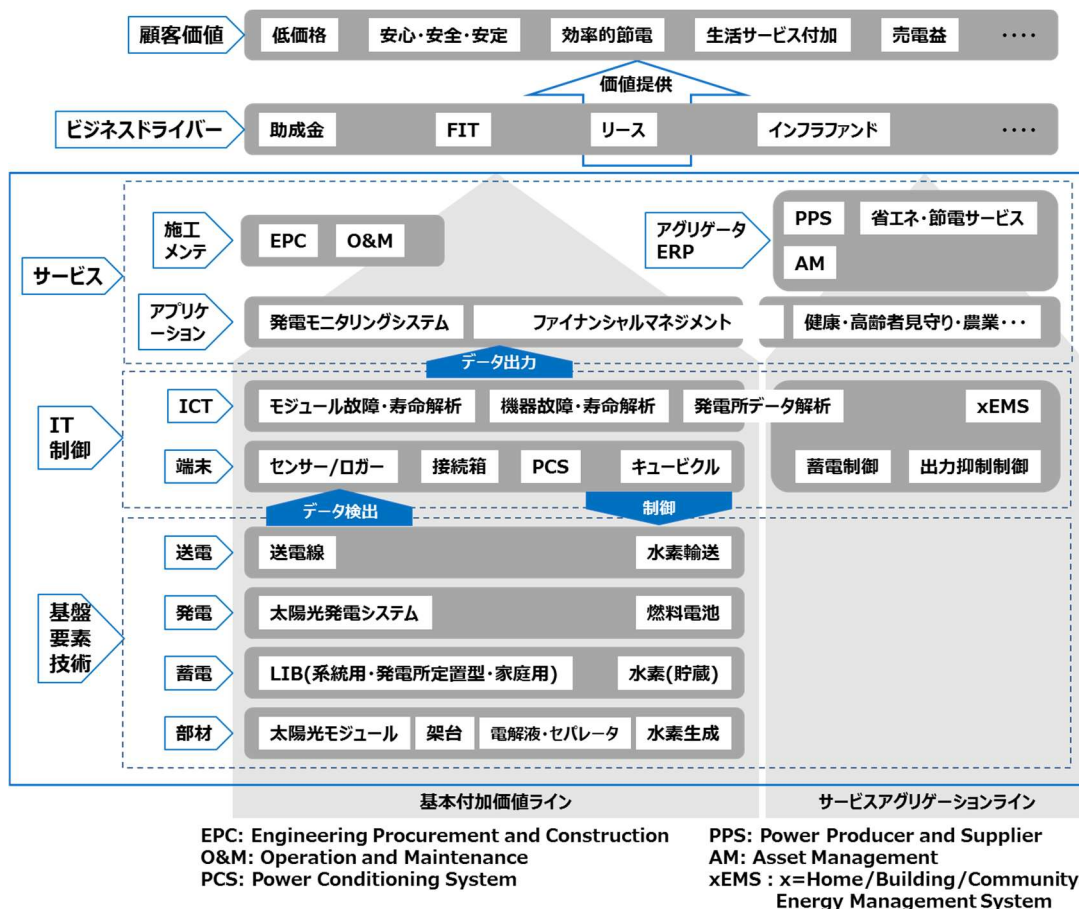 顧客価値
低価格
安心・安全・安定
効率的節電
生活サービス付加
売電益
････
価値提供
ビジネスドライバー
助成金
FIT
リース
インフラファンド
････
サービス
施工
メンテ
EPC
O&M
アグリゲータ
ERP
PPS
省エネ・節電サービス
AM
アプリケ
ーション
発電モニタリングシステム
ファイナンシャルマネジメント
健康・高齢者見守り・農業･･･
データ出力
IT
制御
ICT
モジュール故障・寿命解析
機器故障・寿命解析
発電所データ解析
xEMS
端末
センサー/ロガー
接続箱
PCS
キュービクル
蓄電制御
出力抑制制御
データ検出
制御
基盤
要素
技術
送電
送電線
水素輸送
発電
太陽光発電システム
燃料電池
蓄電
LIB(系統用・発電所定置型・家庭用)
水素(貯蔵)
部材
太陽光モジュール
架台
電解液・セパレータ
水素生成
基本付加価値ライン
サービスアグリゲーションライン
EPC: Engineering Procurement and Construction
O&M: Operation and Maintenance
PCS: Power Conditioning System
PPS: Power Producer and Supplier
AM: Asset Management
xEMS : x=Home/Building/Community
Energy Management System